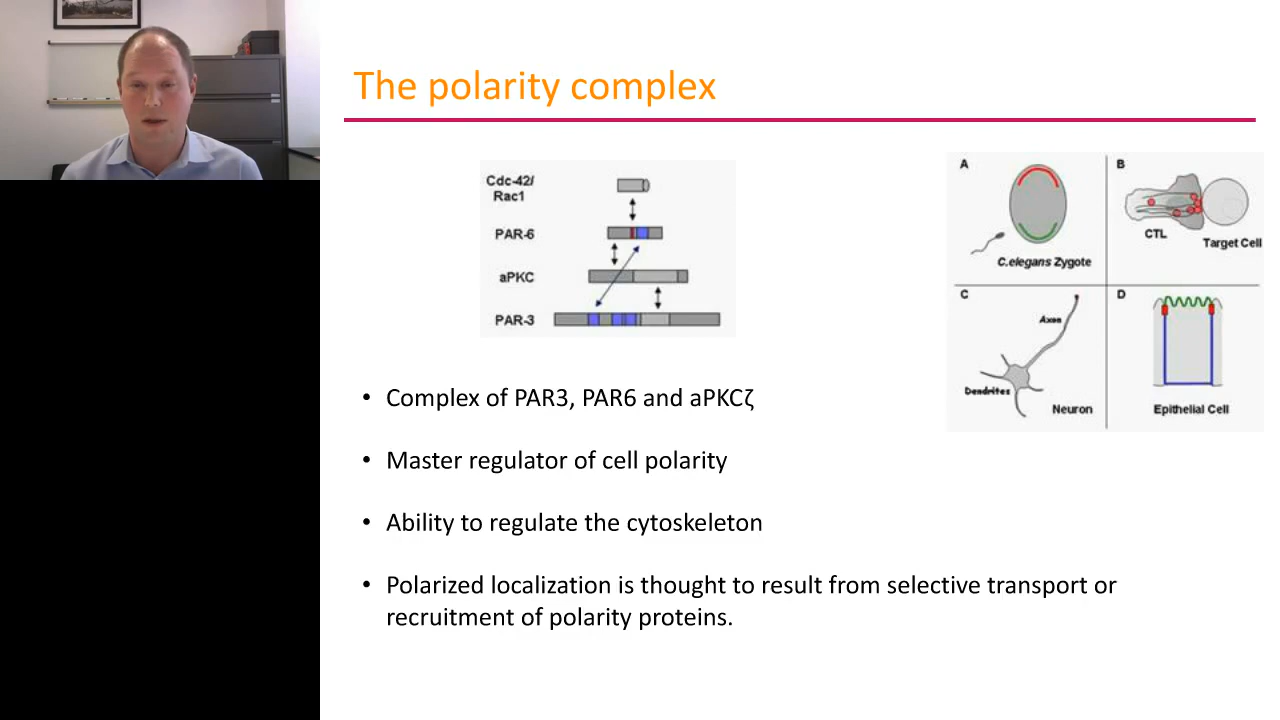 The polarity complex
Cdc-42/
Rac1
PAR-6
aPKC
PAR-3
A
C.elegans Zygote
B
CTL
Target Cell
C
Axon
Dendrites
Neuron
D
Epithelial Cell
• Complex of PAR3, PAR6 and aPKCζ
• Master regulator of cell polarity
• Ability to regulate the cytoskeleton
• Polarized localization is thought to result from selective transport or
recruitment of polarity proteins.